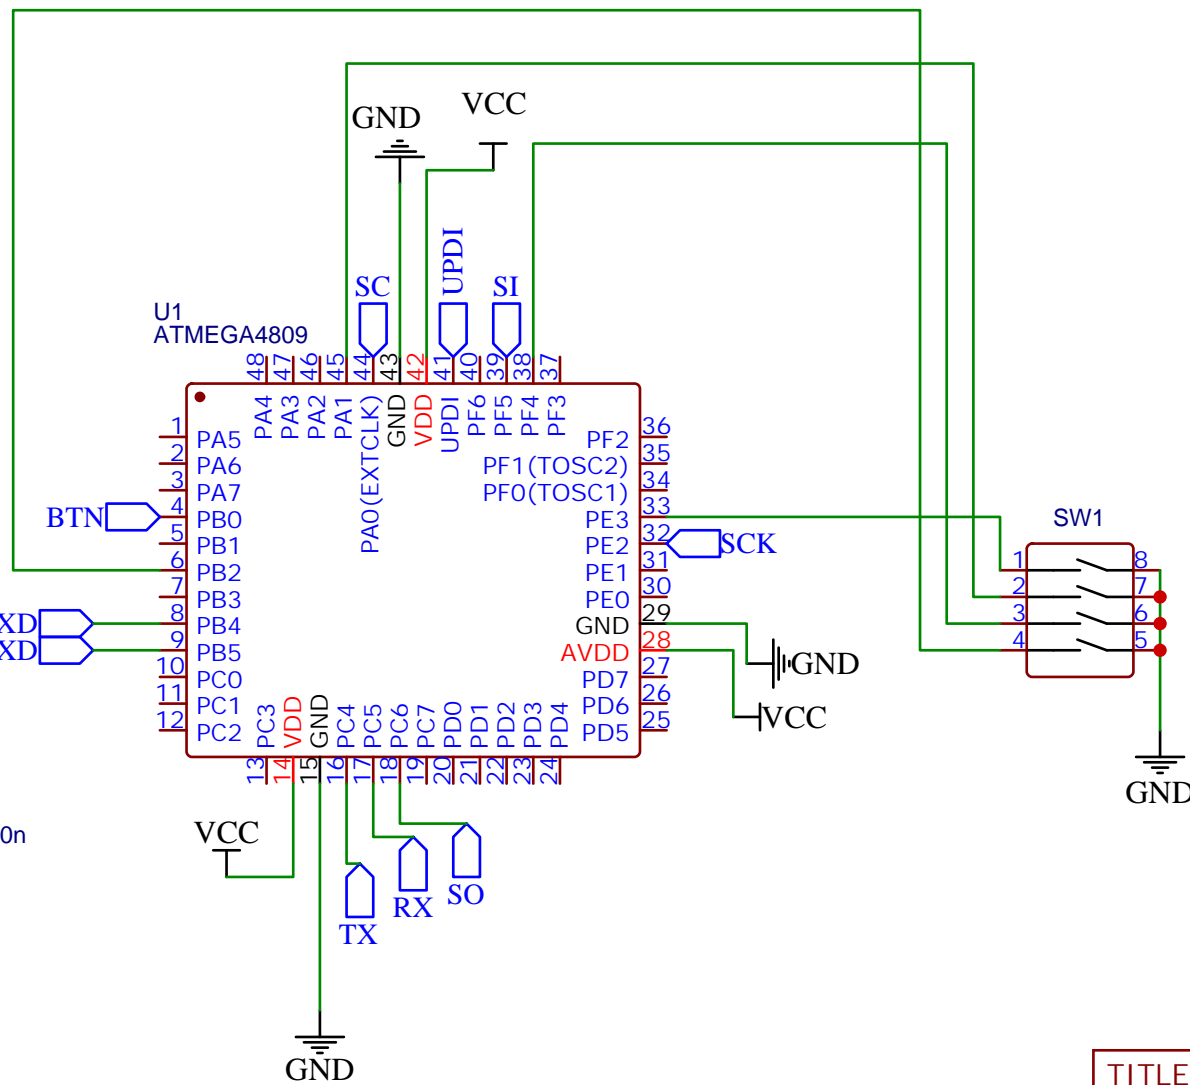 VCC
GND
SC
UPDI
SI
U1
ATMEGA4809
48
47
46
45
44
43
42
41
40
39
38
37
PA4
PA3
PA2
PA1
PA0(EXTCLK)
GND
VDD
UPDI
PF6
PF5
PF4
PF3
1 PA5
2 PA6
3 PA7
BTN 4 PB0
5 PB1
6 PB2
7 PB3
XD 8 PB4
XD 9 PB5
10 PC0
11 PC1
12 PC2
PF2 36
PF1(TOSC2) 35
PF0(TOSC1) 34
PE3 33
PE2 32 SCK
PE1 31
PE0 30
GND 29
AVDD 28
PD7 27
PD6 26
PD5 25
GND
VCC
SW1
1 8
2 7
3 6
4 5
GND
PC3
VDD
GND
PC4
PC5
PC6
PC7
PD0
PD1
PD2
PD3
PD4
13
14
15
16
17
18
19
20
21
22
23
24
0n
VCC
TX
RX
SO
GND
TITLE